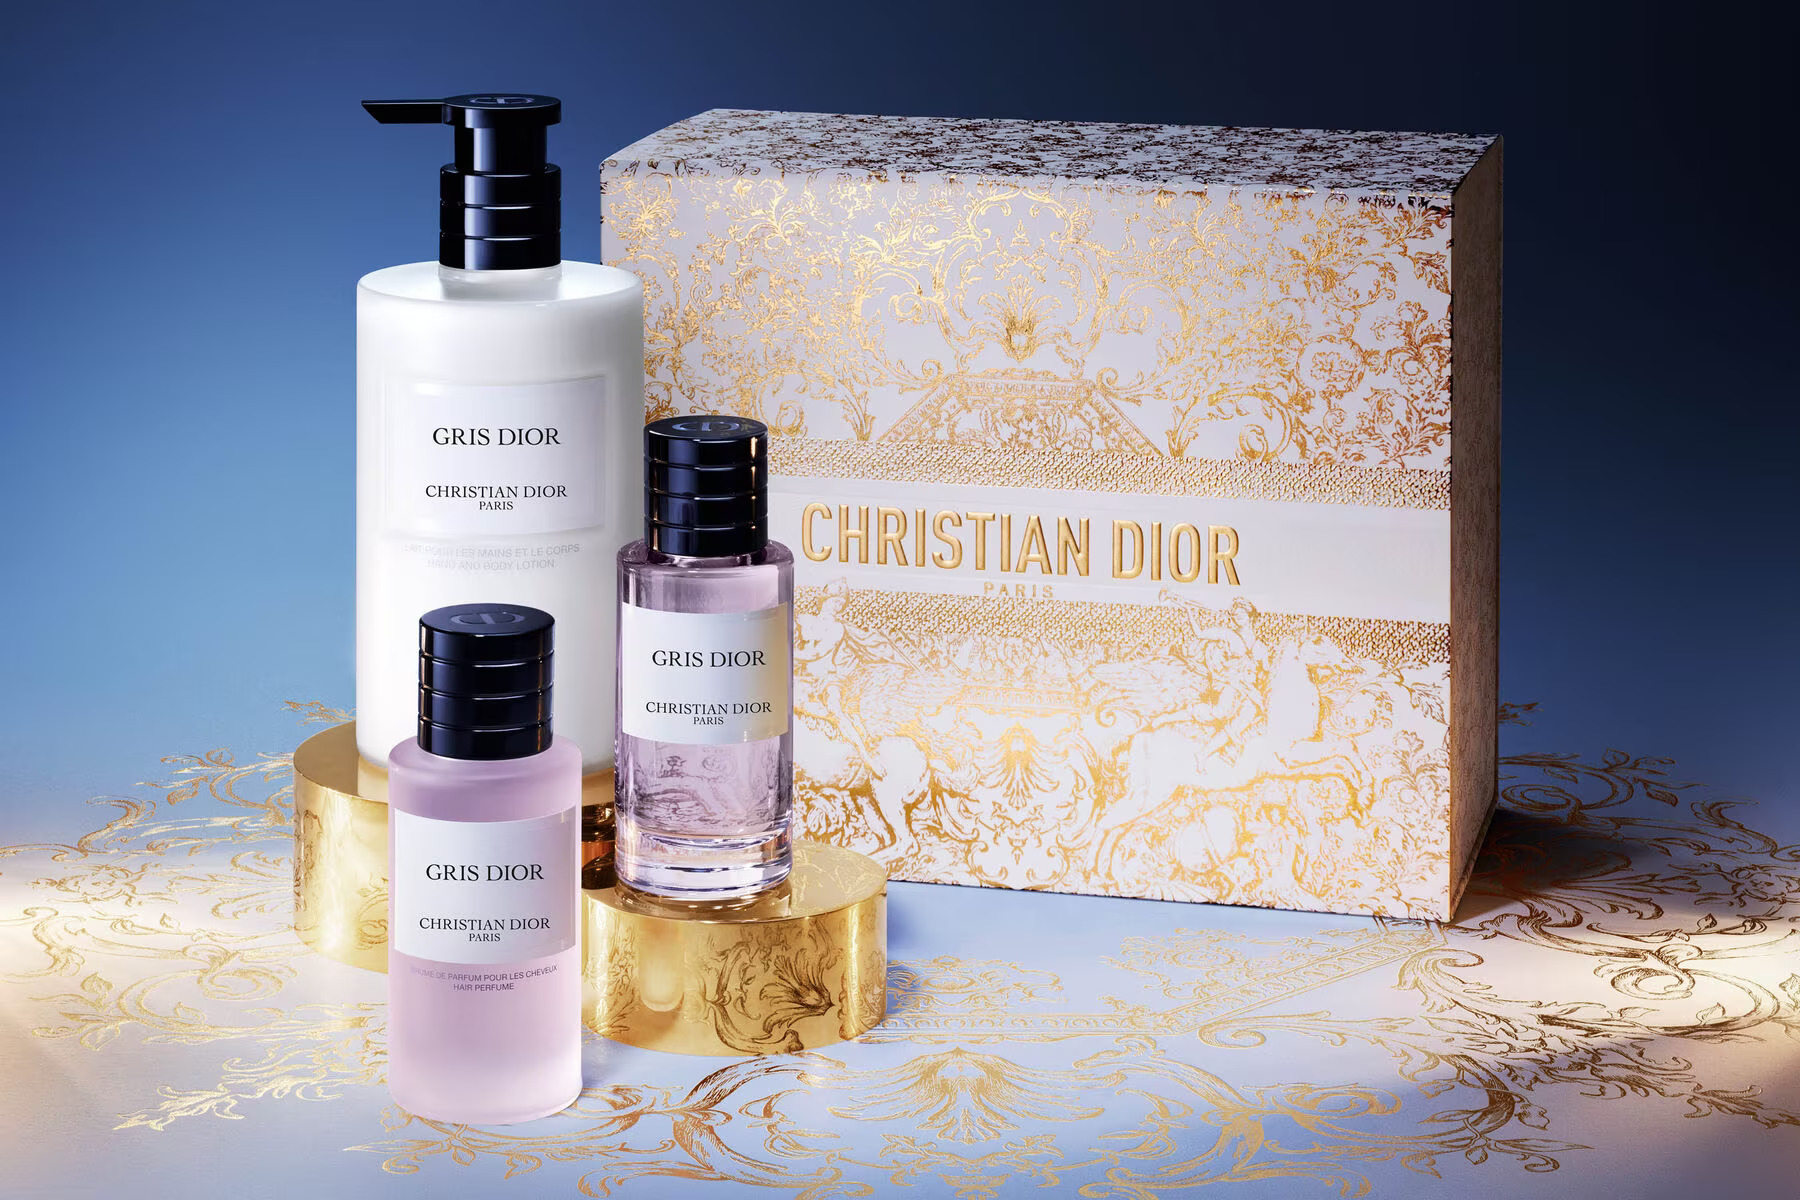 GRIS DIOR
CHRISTIAN DIOR
PARIS
LAIT POUR LES MAINS ET LE CORPS
HAND AND BODY LOTION
GRIS DIOR
CHRISTIAN DIOR
PARIS
GRIS DIOR
CHRISTIAN DIOR
PARIS
BRUME DE PARFUM POUR LES CHEVEUX
HAIR PERFUME
CHRISTIAN DIOR
PARIS